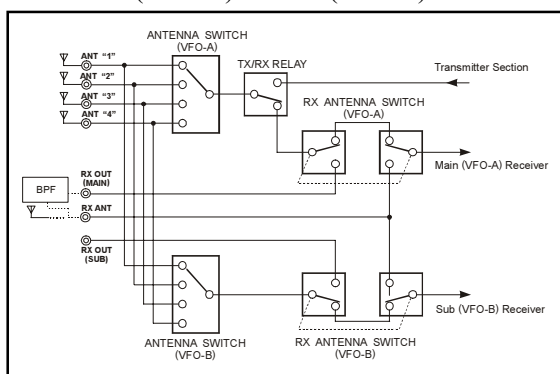 ANTENNA SWITCH
(VFO-A)
ANT “1”
ANT “2”
ANT “3”
ANT “4”
TX/RX RELAY
Transmitter Section
RX ANTENNA SWITCH
(VFO-A)
Main (VFO-A) Receiver
RX OUT
(MAIN)
BPF
RX ANT
RX OUT
(SUB)
Sub (VFO-B) Receiver
ANTENNA SWITCH
(VFO-B)
RX ANTENNA SWITCH
(VFO-B)